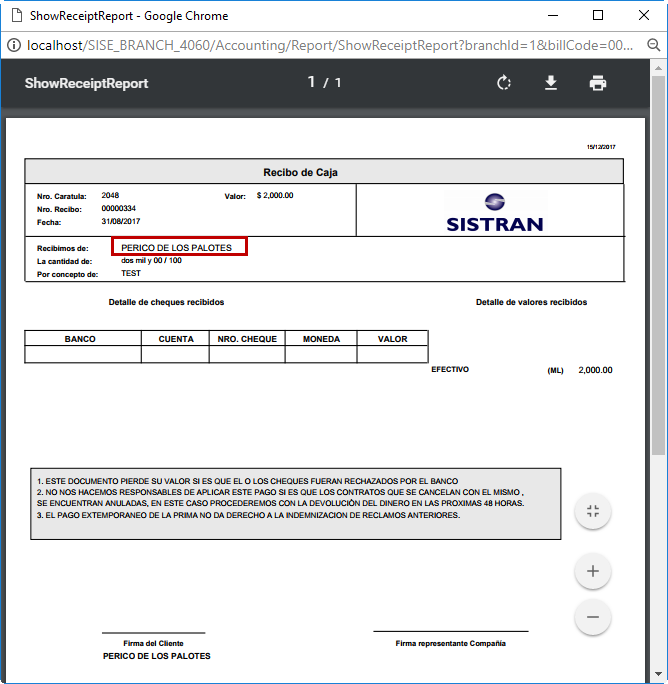 ShowReceiptReport - Google Chrome
localhost/SISE_BRANCH_4060/Accounting/Report/ShowReceiptReport?branchId=1&billCode=00...
ShowReceiptReport 1 / 1
15/12/2017
Recibo de Caja
Nro. Caratula: 2048 Valor: $ 2,000.00
Nro. Recibo: 00000334
Fecha: 31/08/2017
SISTRAN
Recibimos de: PERICO DE LOS PALOTES
La cantidad de: dos mil y 00 / 100
Por concepto de: TEST
Detalle de cheques recibidos Detalle de valores recibidos
BANCO CUENTA NRO. CHEQUE MONEDA VALOR
EFECTIVO (ML) 2,000.00
1. ESTE DOCUMENTO PIERDE SU VALOR SI ES QUE EL O LOS CHEQUES FUERAN RECHAZADOS POR EL BANCO
2. NO NOS HACEMOS RESPONSABLES DE APLICAR ESTE PAGO SI ES QUE LOS CONTRATOS QUE SE CANCELAN CON EL MISMO ,
SE ENCUENTRAN ANULADAS, EN ESTE CASO PROCEDEREMOS CON LA DEVOLUCIÓN DEL DINERO EN LAS PROXIMAS 48 HORAS.
3. EL PAGO EXTEMPORANEO DE LA PRIMA NO DA DERECHO A LA INDEMNIZACION DE RECLAMOS ANTERIORES.
Firma del Cliente Firma representante Compañía
PERICO DE LOS PALOTES